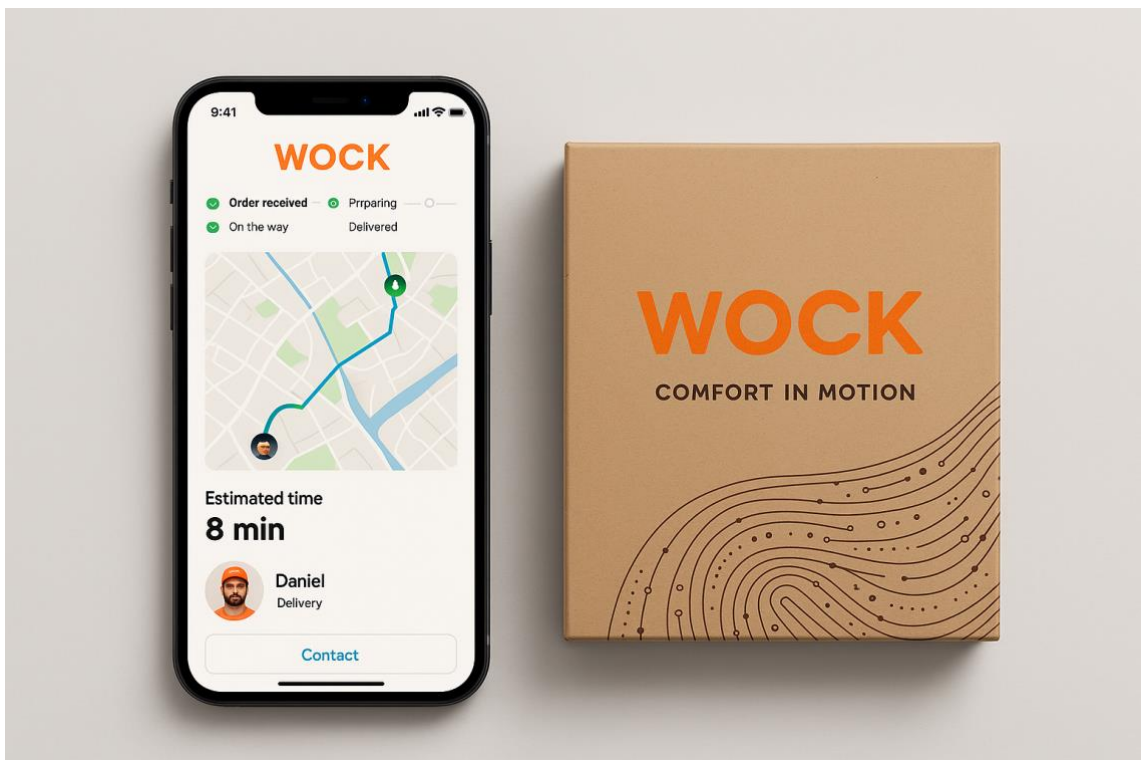 9:41
WOCK
Order received Prrparing
On the way Delivered
Estimated time
8 min
Daniel
Delivery
Contact
WOCK
COMFORT IN MOTION